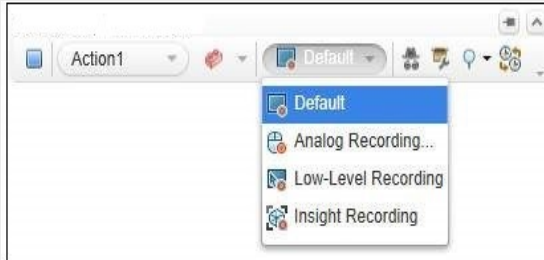 Action1
Default
Default
Analog Recording...
Low-Level Recording
Insight Recording